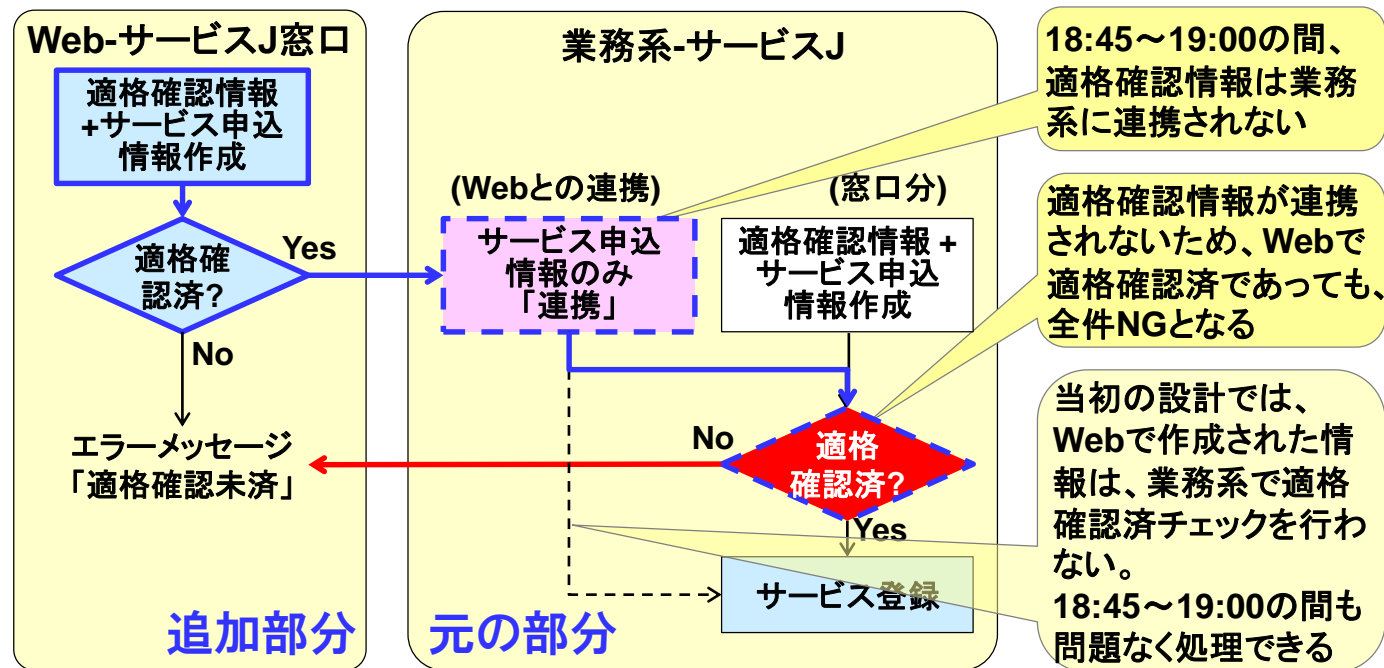 Web-サービスJ窓口
適格確認情報
+サービス申込
情報作成
適格確
認済?
Yes
No
エラーメッセージ
「適格確認未済」
追加部分
業務系-サービスJ
(Webとの連携)
サービス申込
情報のみ
「連携」
(窓口分)
適格確認情報 +
サービス申込
情報作成
No
適格
確認済?
Yes
サービス登録
元の部分
18:45～19:00の間、
適格確認情報は業務
系に連携されない
適格確認情報が連携
されないため、Webで
適格確認済であっても、
全件NGとなる
当初の設計では、
Webで作成された情
報は、業務系で適格
確認済チェックを行わ
ない。
18:45～19:00の間も
問題なく処理できる